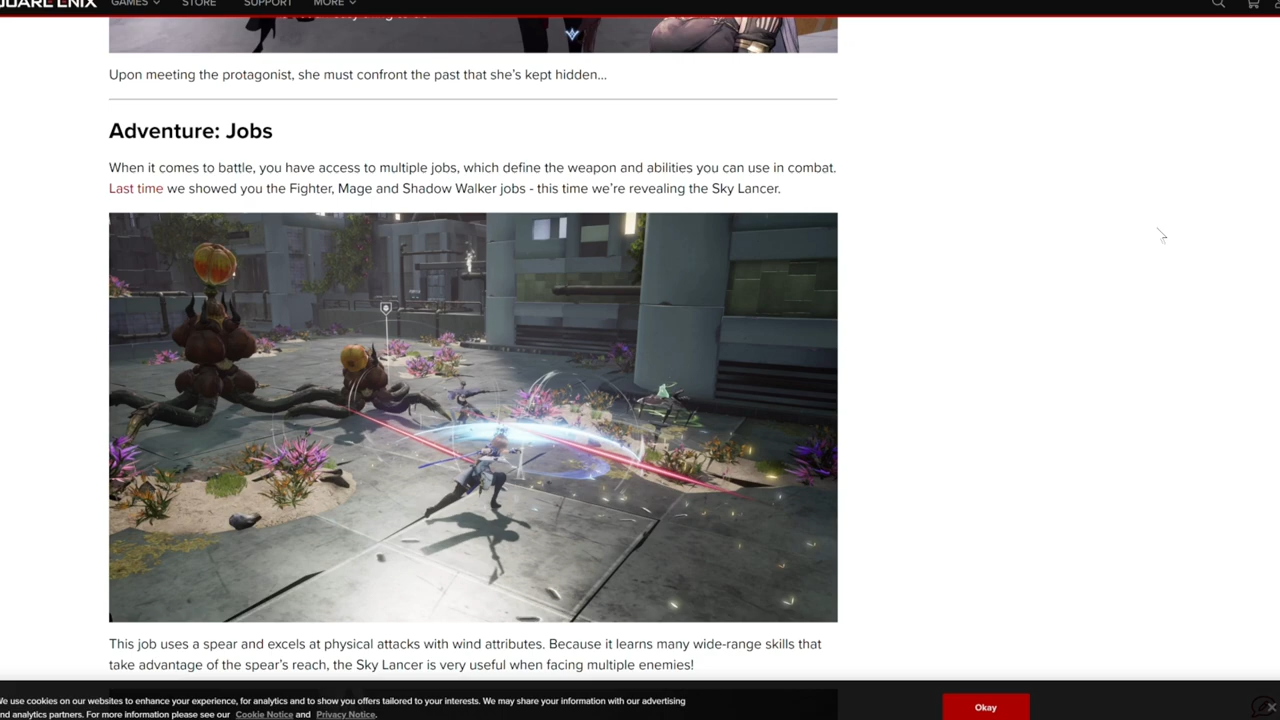 SQUARE ENIX GAMES STORE SUPPORT MORE
Upon meeting the protagonist, she must confront the past that she's kept hidden...
Adventure: Jobs
When it comes to battle, you have access to multiple jobs, which define the weapon and abilities you can use in combat.
Last time we showed you the Fighter, Mage and Shadow Walker jobs - this time we're revealing the Sky Lancer.
This job uses a spear and excels at physical attacks with wind attributes. Because it learns many wide-range skills that
take advantage of the spear's reach, the Sky Lancer is very useful when facing multiple enemies!
We use cookies on our websites to enhance your experience, for analytics and to show you offers tailored to your interests. We may share your information with our advertising
and analytics partners. For more information please see our Cookie Notice and Privacy Notice.
Okay